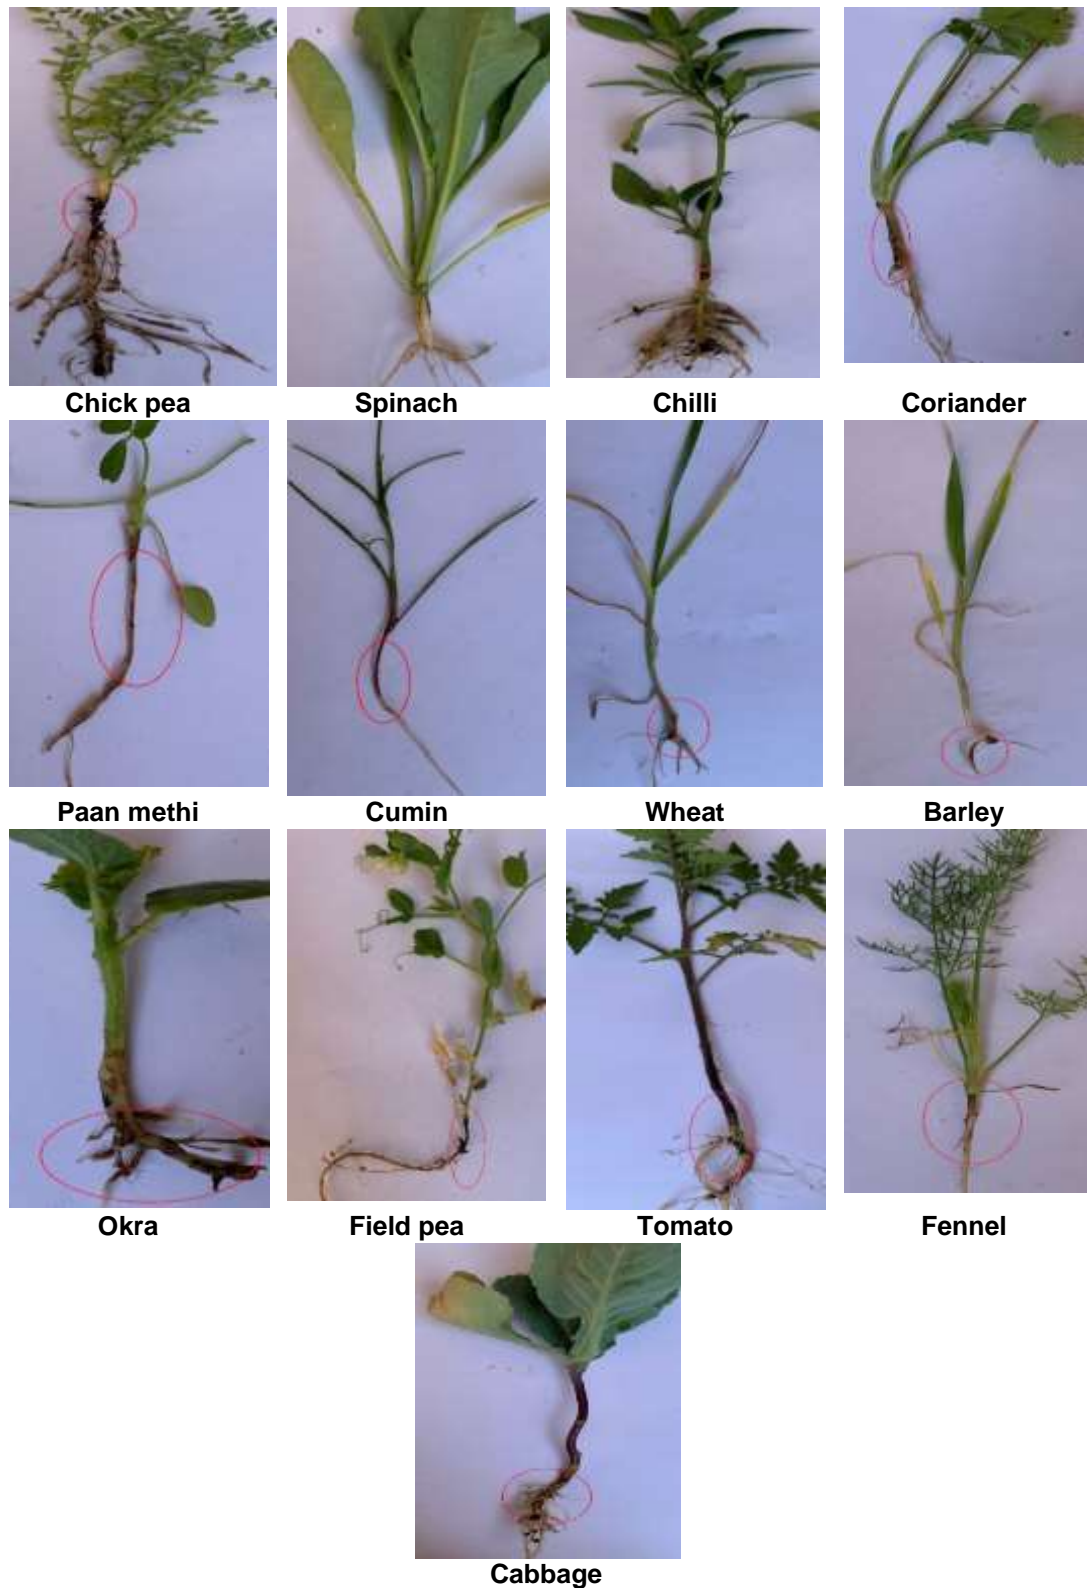 Chick pea Spinach Chilli Coriander
Paan methi Cumin Wheat Barley
Okra Field pea Tomato Fennel
Cabbage